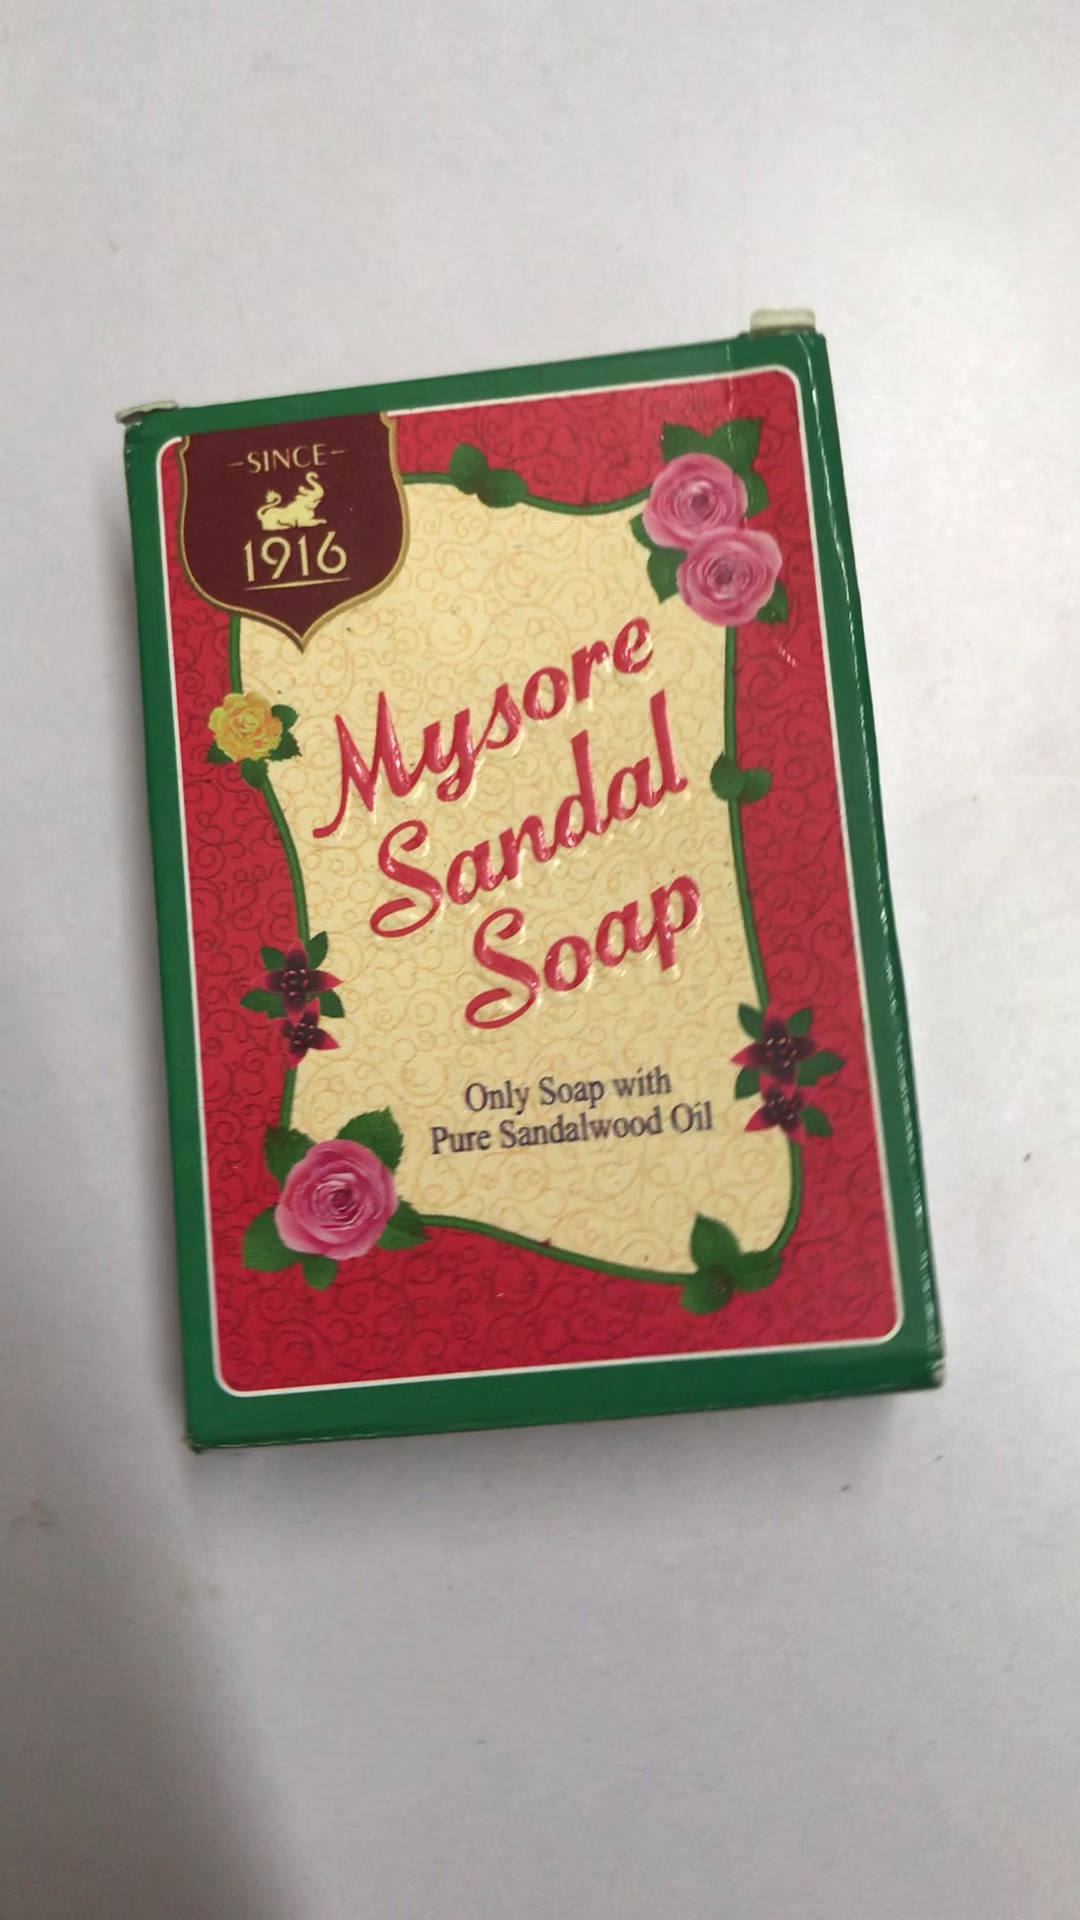 -SINCE-
1916
Mysore
Sandal
Soap
Only Soap with
Pure Sandalwood Oil